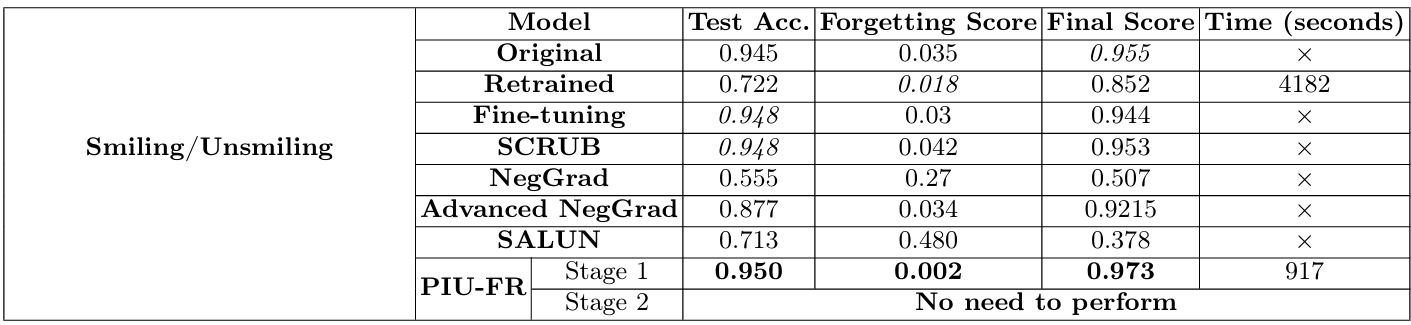 Model Test Acc. Forgetting Score Final Score Time (seconds)
Original 0.945 0.035 0.955 ×
Retrained 0.722 0.018 0.852 4182
Fine-tuning 0.948 0.03 0.944 ×
Smiling/Unsmiling SCRUB 0.948 0.042 0.953 ×
NegGrad 0.555 0.27 0.507 ×
Advanced NegGrad 0.877 0.034 0.9215 ×
SALUN 0.713 0.480 0.378 ×
PIU-FR Stage 1 0.950 0.002 0.973 917
Stage 2 No need to perform